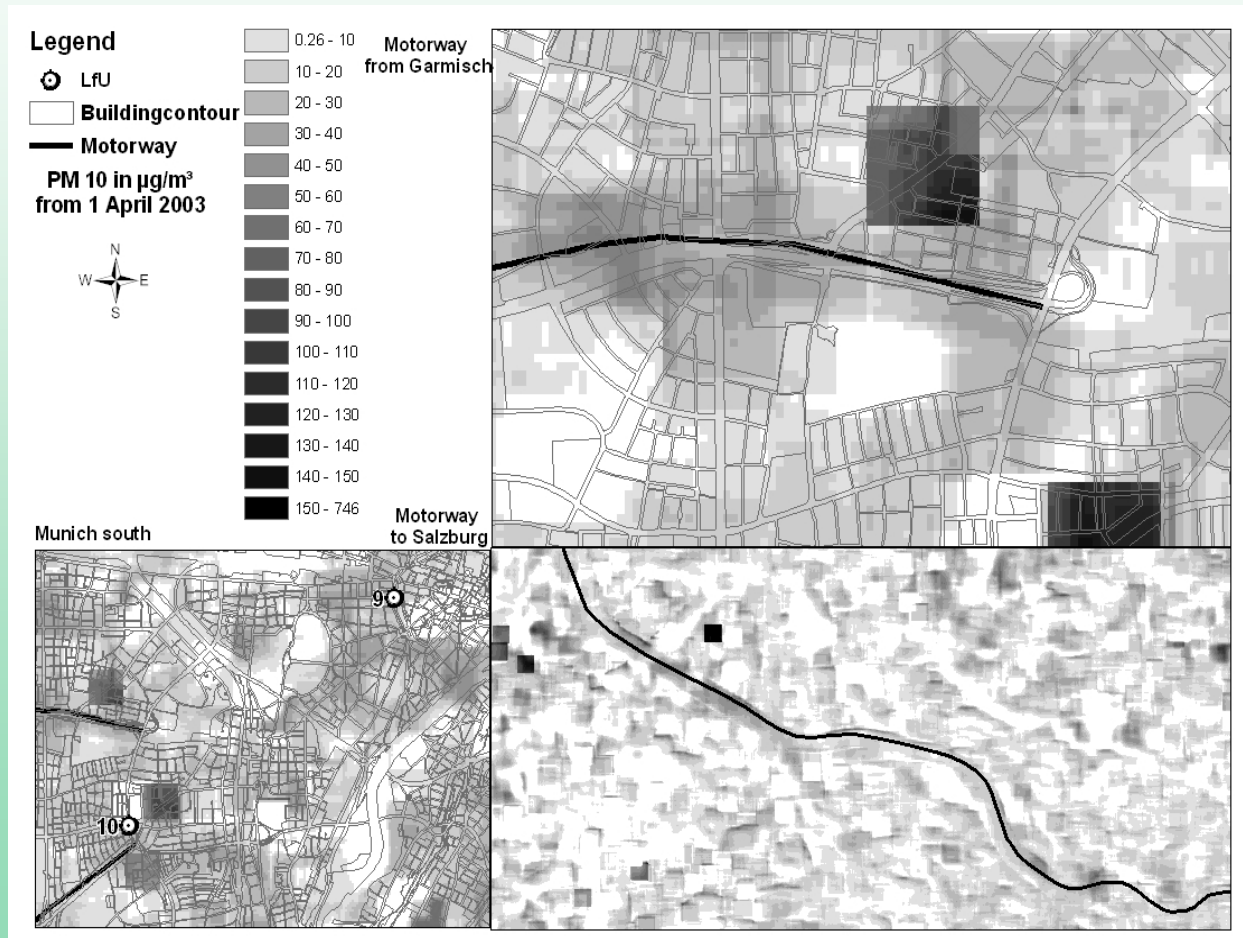 Legend
LfU
Buildingcontour
Motorway
PM 10 in µg/m³
from 1 April 2003
N
W E
S
0.26 - 10
10 - 20
20 - 30
30 - 40
40 - 50
50 - 60
60 - 70
70 - 80
80 - 90
90 - 100
100 - 110
110 - 120
120 - 130
130 - 140
140 - 150
150 - 746
Motorway
from Garmisch
Munich south
Motorway
to Salzburg
9
10